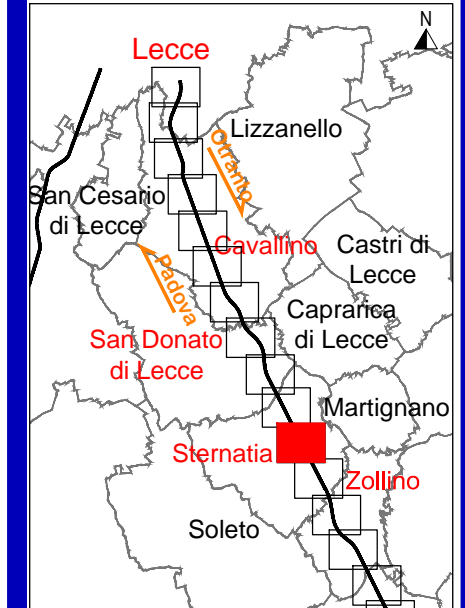 N
Lecce
Lizzanello
Otranto
San Cesario
di Lecce
Cavallino
Castri di
Lecce
Padova
Caprarica
di Lecce
San Donato
di Lecce
Martignano
Sternatia
Zollino
Soleto